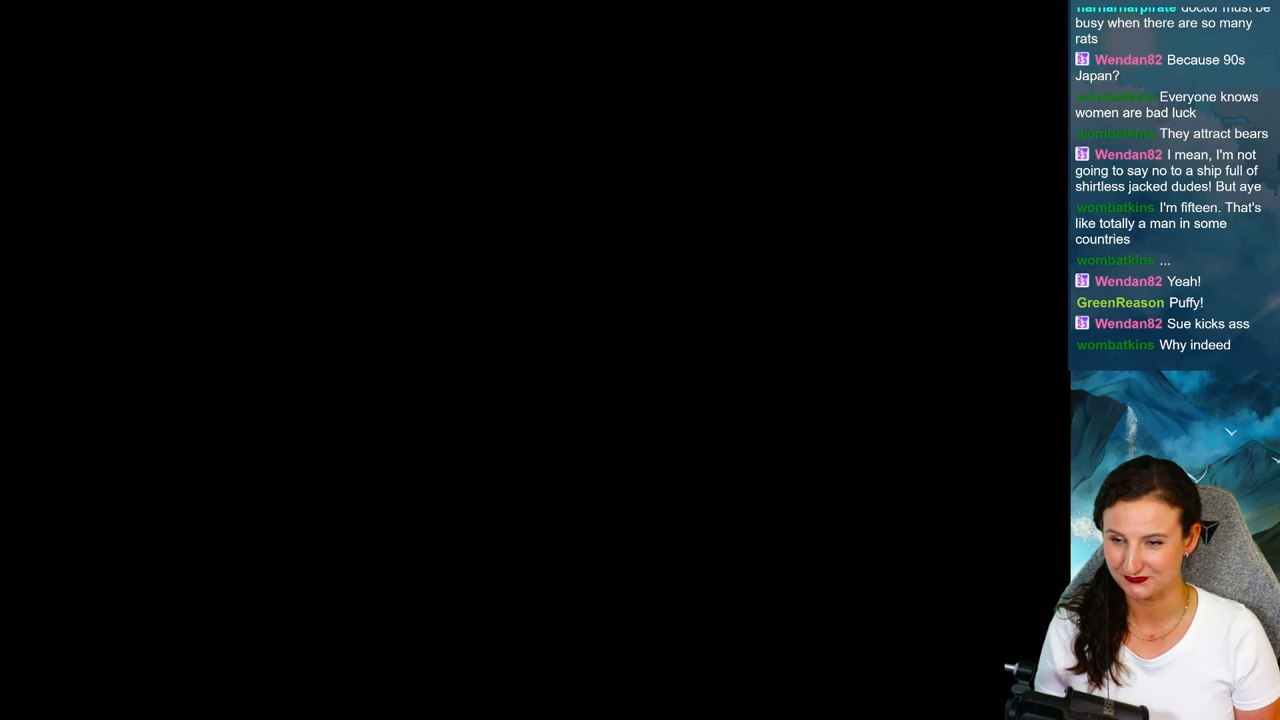 harharharpirate doctor must be
busy when there are so many
rats
Wendan82 Because 90s
Japan?
wombatkins Everyone knows
women are bad luck
wombatkins They attract bears
Wendan82 I mean, I'm not
going to say no to a ship full of
shirtless jacked dudes! But aye
wombatkins I'm fifteen. That's
like totally a man in some
countries
wombatkins ...
Wendan82 Yeah!
GreenReason Puffy!
Wendan82 Sue kicks ass
wombatkins Why indeed